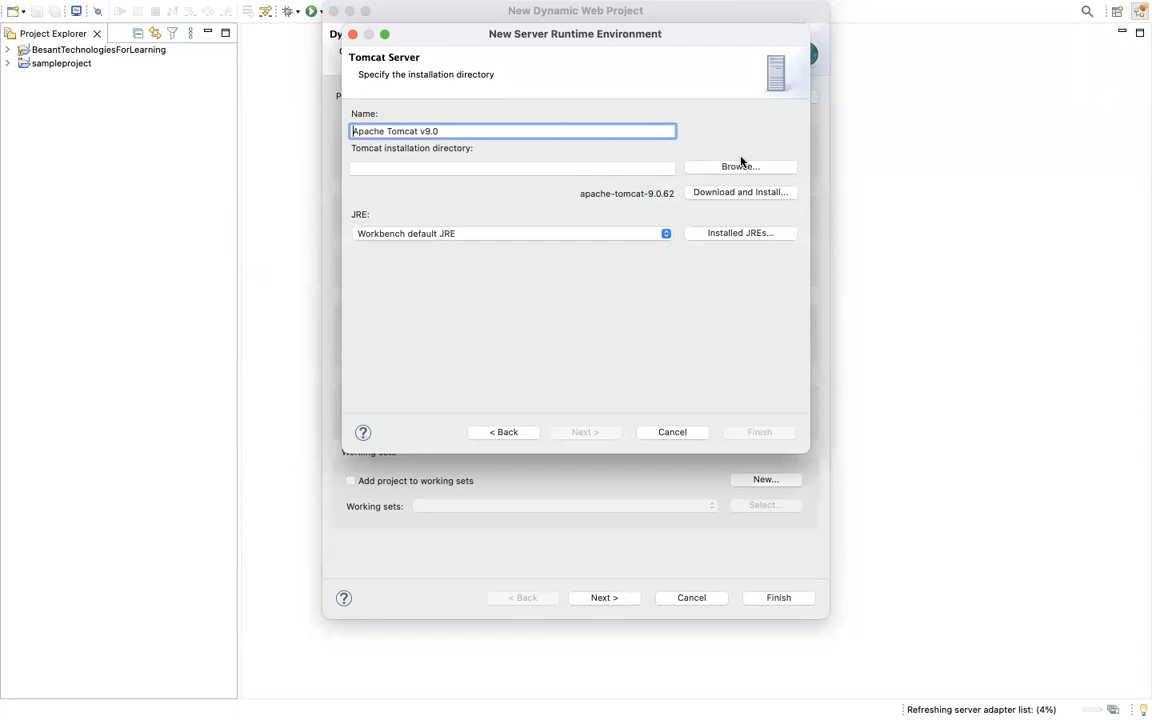 New Dynamic Web Project
Project Explorer
BesantTechnologiesForLearning
sampleproject
Dy
New Server Runtime Environment
Tomcat Server
Specify the installation directory
Name:
Apache Tomcat v9.0
Tomcat installation directory:
Browse...
apache-tomcat-9.0.62
Download and Install...
JRE:
Workbench default JRE
Installed JREs...
< Back
Next >
Cancel
Finish
Working sets
Add project to working sets
New...
Working sets:
Select...
< Back
Next >
Cancel
Finish
Refreshing server adapter list: (4%)